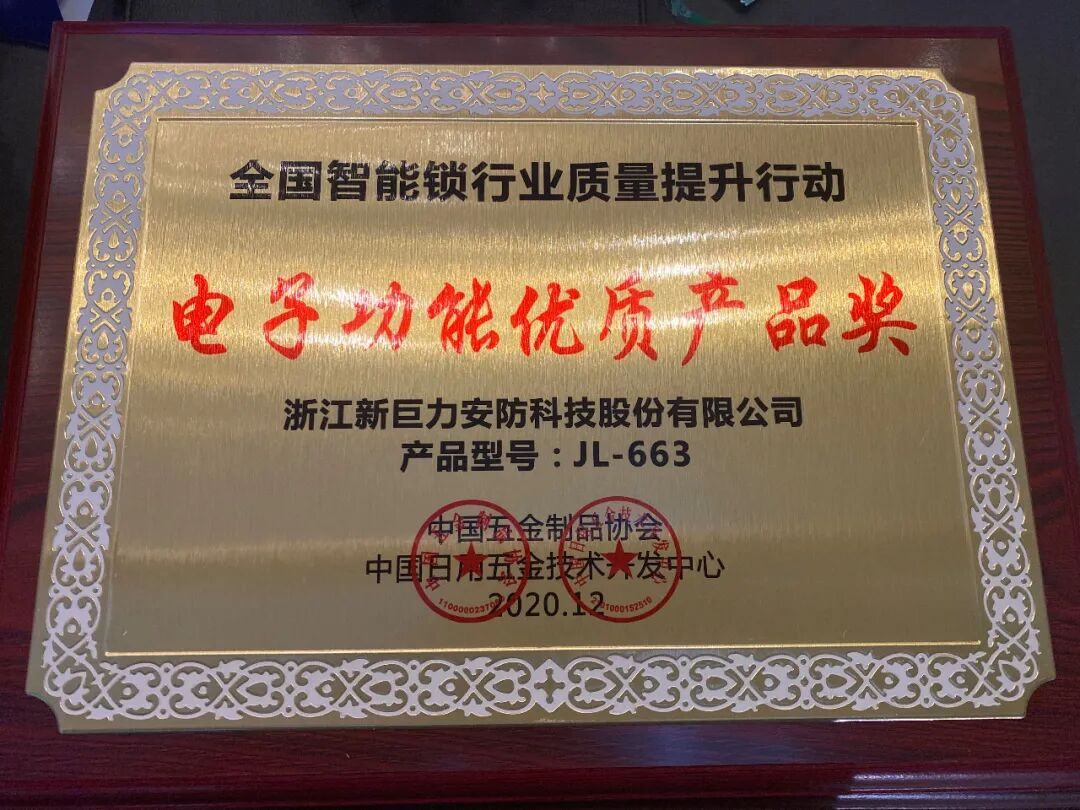 全国智能锁行业质量提升行动
电子功能优质产品奖
浙江新巨力安防科技股份有限公司
产品型号：JL-663
中国五金制品协会
中国日用五金技术开发中心
2020.12